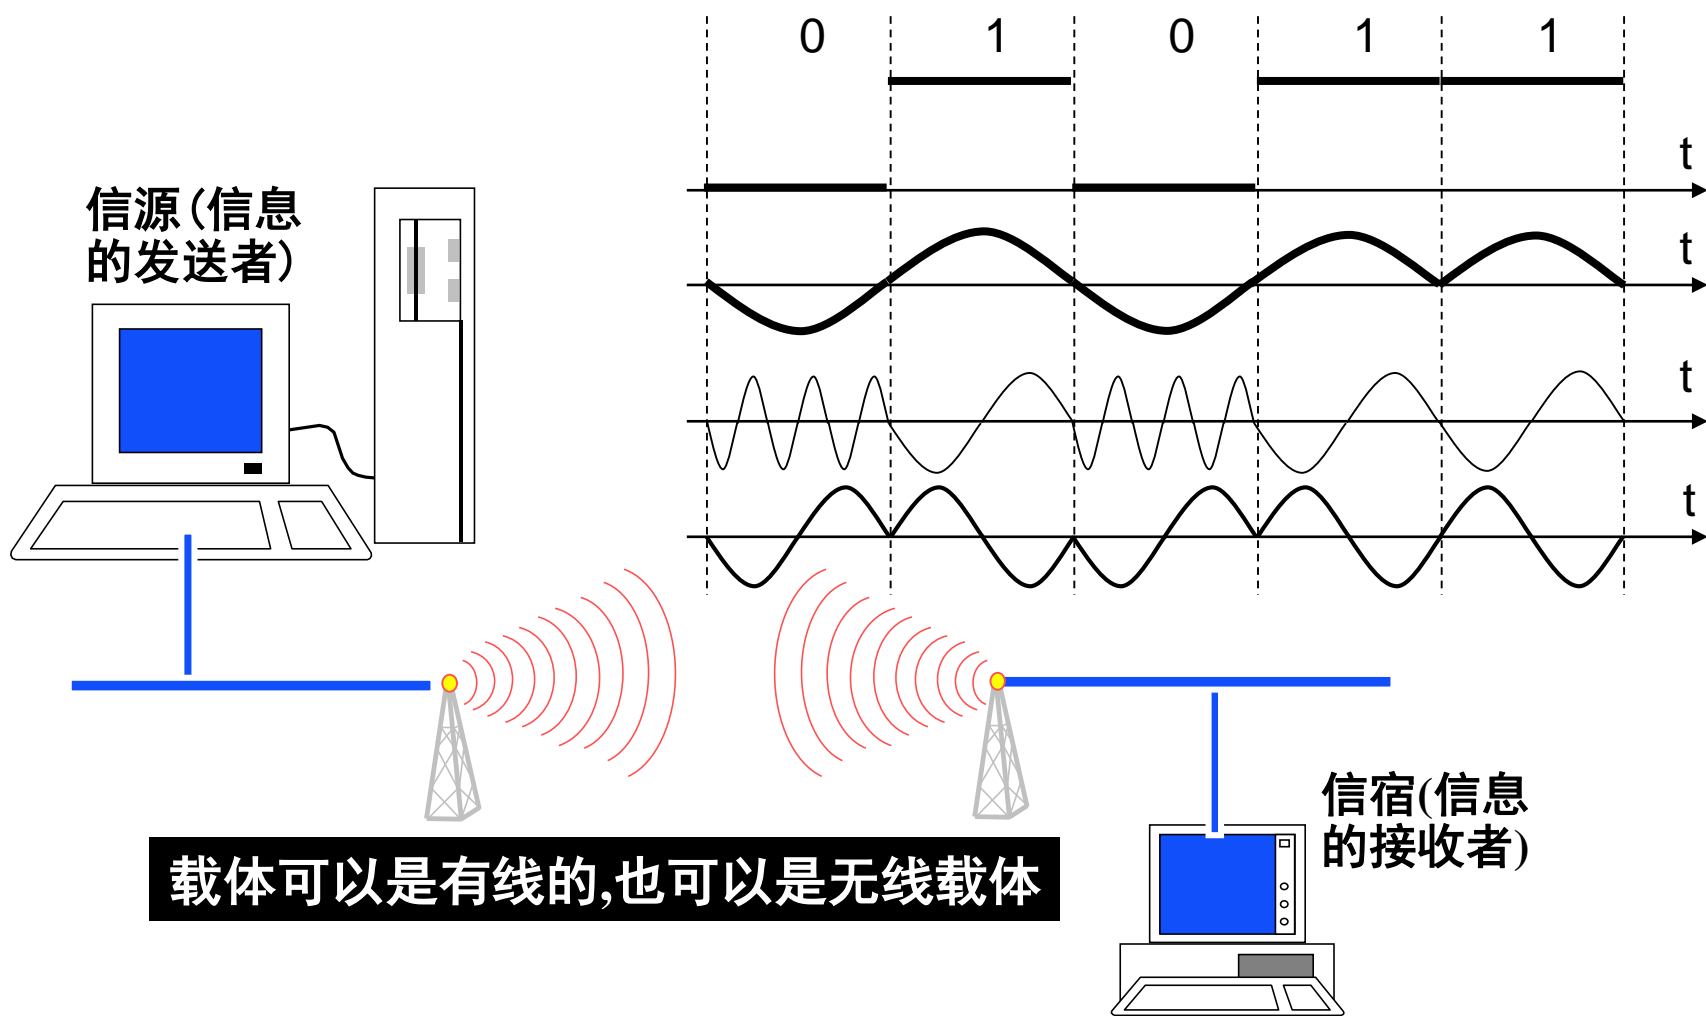 0 1 0 1 1
t
t
t
t
信源(信息
的发送者)
信宿(信息
的接收者)
载体可以是有线的,也可以是无线载体